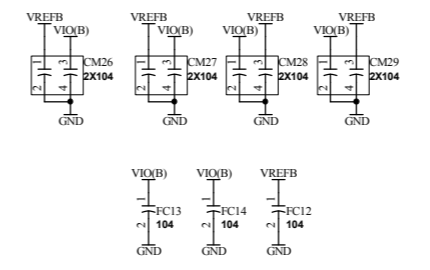 VREFB VREFB VREFB VREFB
VIO(B) VIO(B) VIO(B) VIO(B)
1 3 CM26 1 3 CM27 1 3 CM28 1 3 CM29
2X104 2X104 2X104 2X104
2 4 2 4 2 4 2 4
GND GND GND GND
VIO(B) VIO(B) VREFB
1 1 1
FC13 FC14 FC12
2 104 2 104 2 104
GND GND GND